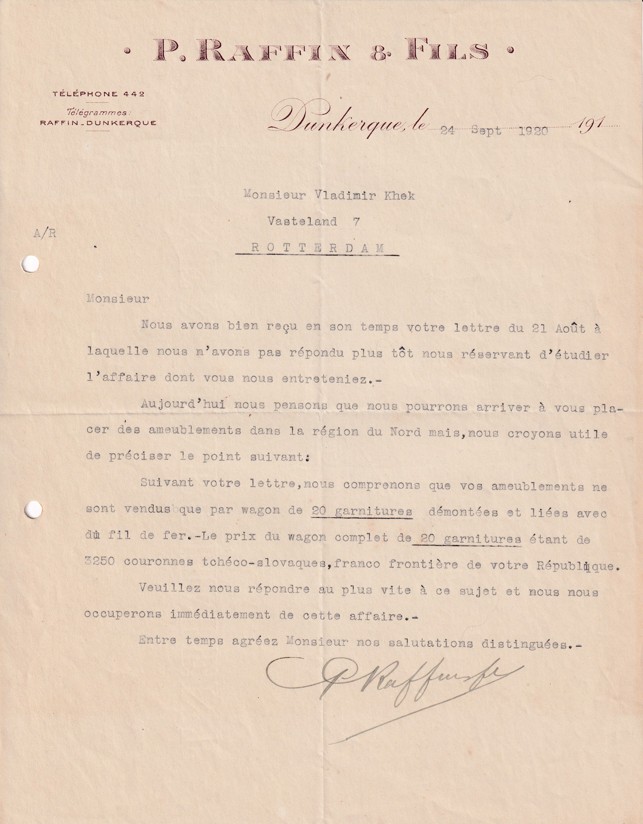 · P. RAFFIN & FILS ·
TÉLÉPHONE 442
Télégrammes:
RAFFIN_DUNKERQUE
Dunkerque, le 24 Sept 1920 191
Monsieur Vladimir Khek
Vasteland 7
A/R
ROTTERDAM
Monsieur
Nous avons bien reçu en son temps votre lettre du 21 Août à
laquelle nous n'avons pas répondu plus tôt nous réservant d'étudier
l'affaire dont vous nous entreteniez.-
Aujourd'hui nous pensons que nous pourrons arriver à vous pla-
cer des ameublements dans la région du Nord mais,nous croyons utile
de préciser le point suivant:
Suivant votre lettre,nous comprenons que vos ameublements ne
sont vendus que par wagon de 20 garnitures démontées et liées avec
du fil de fer.-Le prix du wagon complet de 20 garnitures étant de
3250 couronnes tchéco-slovaques,franco frontière de votre République.
Veuillez nous répondre au plus vite à ce sujet et nous nous
occuperons immédiatement de cette affaire.-
Entre temps agréez Monsieur nos salutations distinguées.-
P Raffin & fils